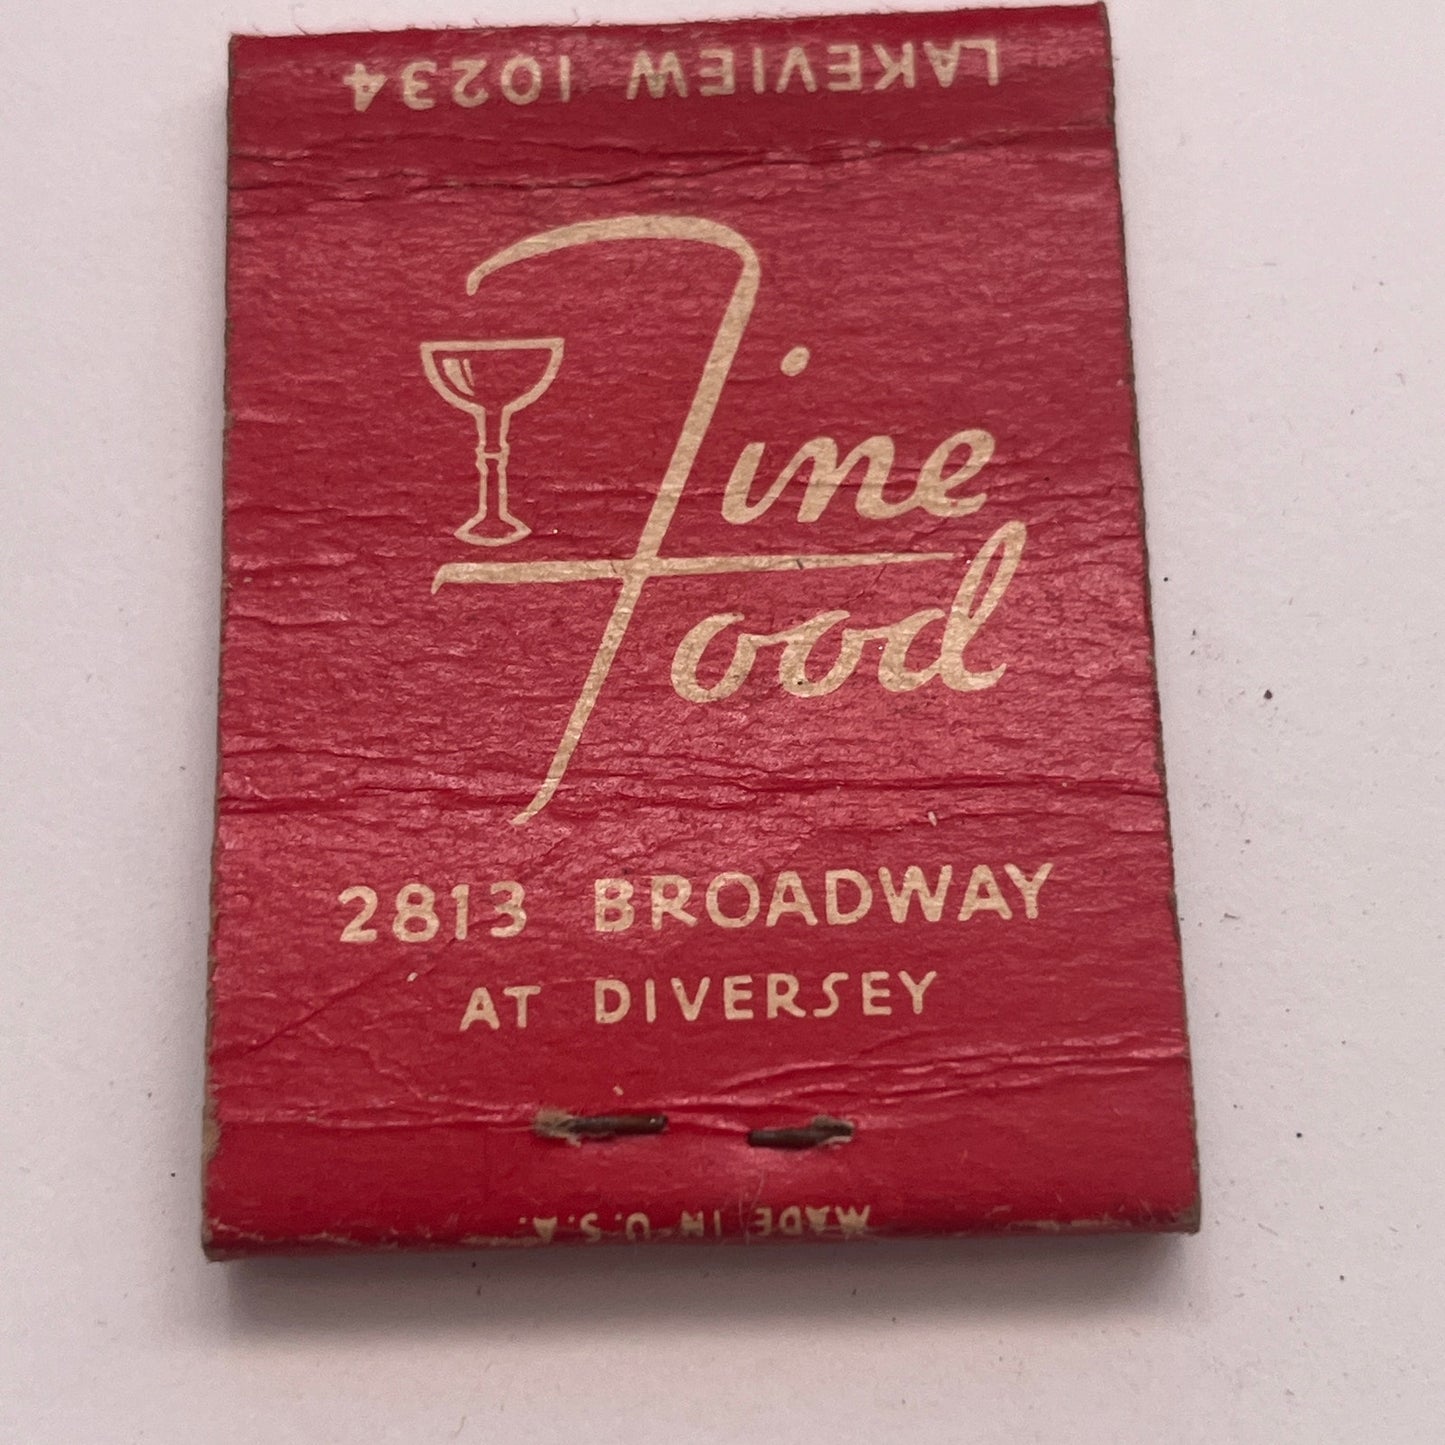 LAKEVIEW 10234
Fine
Food
2813 BROADWAY
AT DIVERSEY
MADE IN U.S.A.